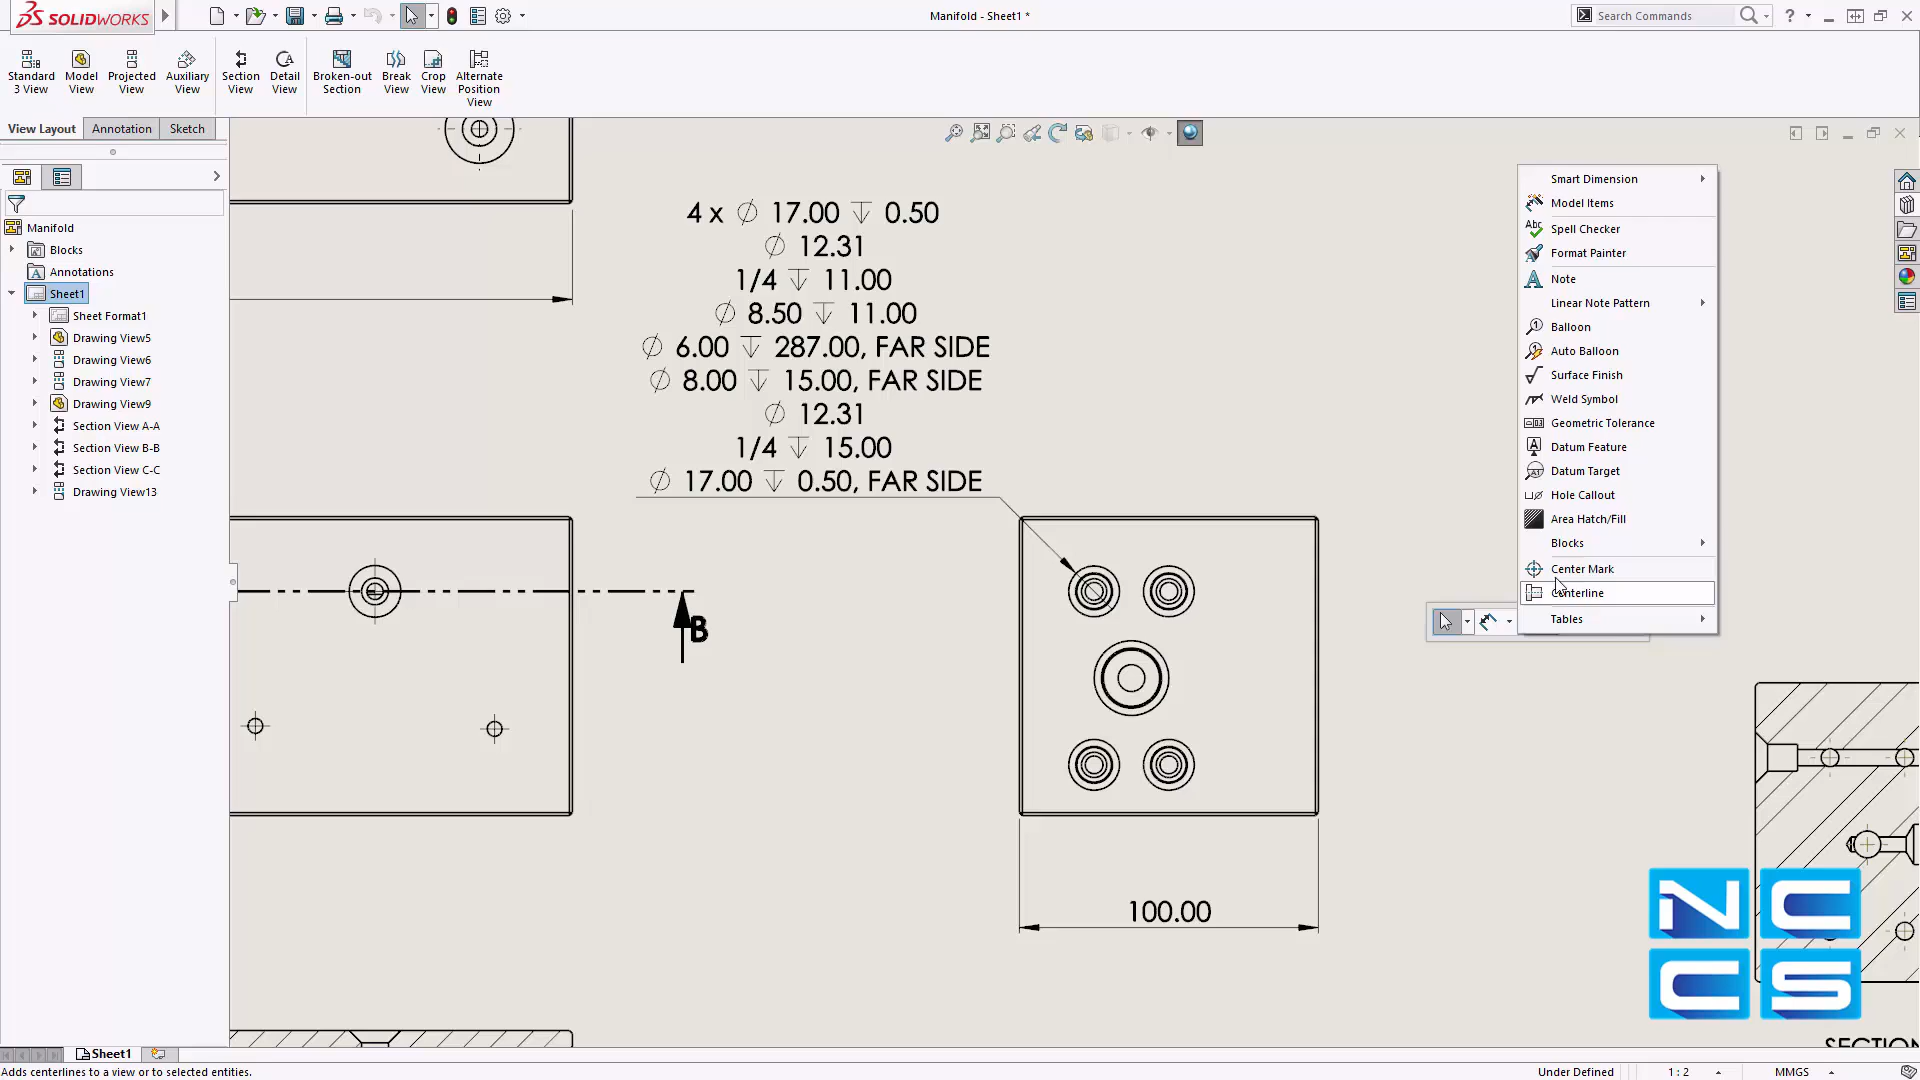 SOLIDWORKS
Manifold - Sheet1 *
Search Commands
?
Standard 3 View
Model View
Projected View
Auxiliary View
Section View
Detail View
Broken-out Section
Break View
Crop View
Alternate Position View
View Layout
Annotation
Sketch
Manifold
Blocks
Annotations
Sheet1
Sheet Format1
Drawing View5
Drawing View6
Drawing View7
Drawing View9
Section View A-A
Section View B-B
Section View C-C
Drawing View13
4 x ∅ 17.00 ↧ 0.50
∅ 12.31
1/4 ↧ 11.00
∅ 8.50 ↧ 11.00
∅ 6.00 ↧ 287.00, FAR SIDE
∅ 8.00 ↧ 15.00, FAR SIDE
∅ 12.31
1/4 ↧ 15.00
∅ 17.00 ↧ 0.50, FAR SIDE
B
100.00
Smart Dimension
Model Items
Spell Checker
Format Painter
Note
Linear Note Pattern
Balloon
Auto Balloon
Surface Finish
Weld Symbol
Geometric Tolerance
Datum Feature
Datum Target
Hole Callout
Area Hatch/Fill
Blocks
Center Mark
Centerline
Tables
NCCS
Sheet1
Adds centerlines to a view or to selected entities.
Under Defined
1 : 2
MMGS